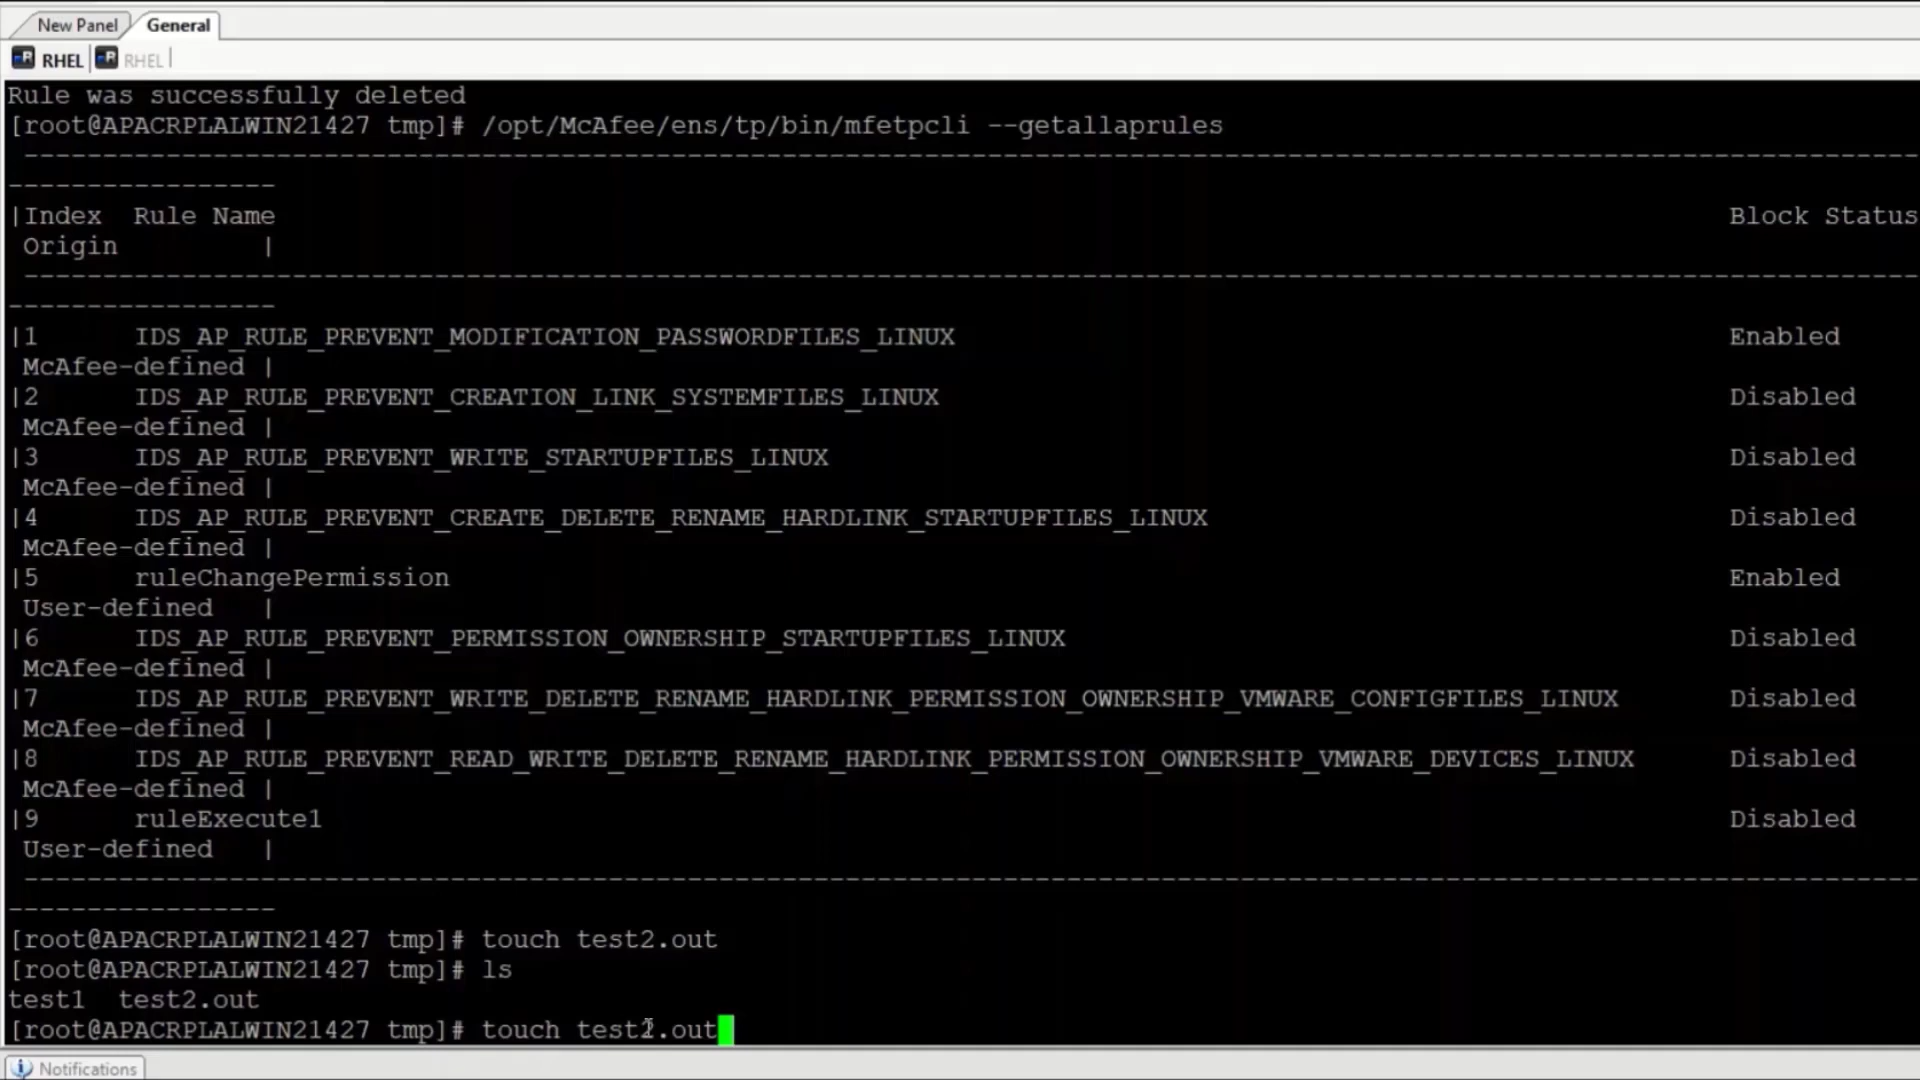 New Panel General
RHEL RHEL
Rule was successfully deleted
[root@APACRPLALWIN21427 tmp]# /opt/McAfee/ens/tp/bin/mfetpcli --getallaprules
--------------------------------------------------------------------------------------------------------------------------
-----------------
|Index  Rule Name  Block Status
Origin          |
--------------------------------------------------------------------------------------------------------------------------
-----------------
|1      IDS_AP_RULE_PREVENT_MODIFICATION_PASSWORDFILES_LINUX  Enabled
McAfee-defined |
|2      IDS_AP_RULE_PREVENT_CREATION_LINK_SYSTEMFILES_LINUX  Disabled
McAfee-defined |
|3      IDS_AP_RULE_PREVENT_WRITE_STARTUPFILES_LINUX  Disabled
McAfee-defined |
|4      IDS_AP_RULE_PREVENT_CREATE_DELETE_RENAME_HARDLINK_STARTUPFILES_LINUX  Disabled
McAfee-defined |
|5      ruleChangePermission  Enabled
User-defined   |
|6      IDS_AP_RULE_PREVENT_PERMISSION_OWNERSHIP_STARTUPFILES_LINUX  Disabled
McAfee-defined |
|7      IDS_AP_RULE_PREVENT_WRITE_DELETE_RENAME_HARDLINK_PERMISSION_OWNERSHIP_VMWARE_CONFIGFILES_LINUX  Disabled
McAfee-defined |
|8      IDS_AP_RULE_PREVENT_READ_WRITE_DELETE_RENAME_HARDLINK_PERMISSION_OWNERSHIP_VMWARE_DEVICES_LINUX  Disabled
McAfee-defined |
|9      ruleExecute1  Disabled
User-defined   |
--------------------------------------------------------------------------------------------------------------------------
-----------------
[root@APACRPLALWIN21427 tmp]# touch test2.out
[root@APACRPLALWIN21427 tmp]# ls
test1  test2.out
[root@APACRPLALWIN21427 tmp]# touch test2.out
Notifications